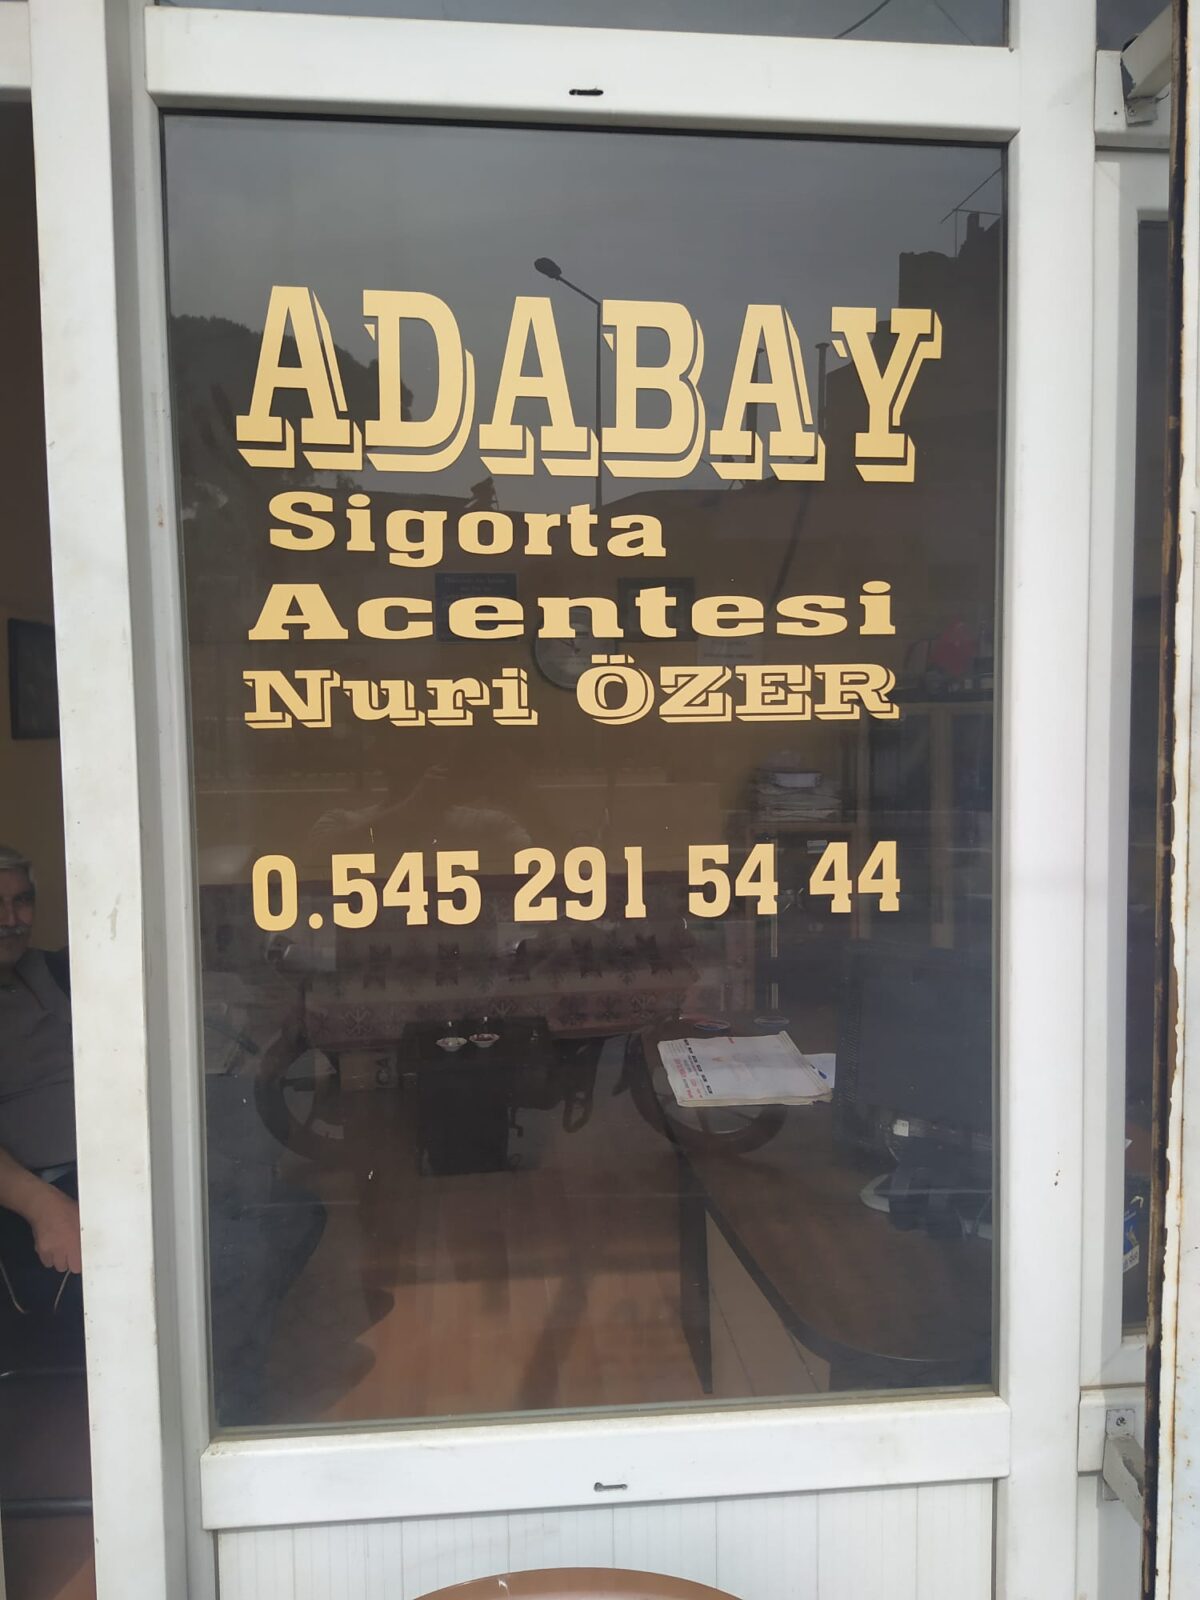 ADABAY
Sigorta
Acentesi
Nuri ÖZER
0.545 291 54 44